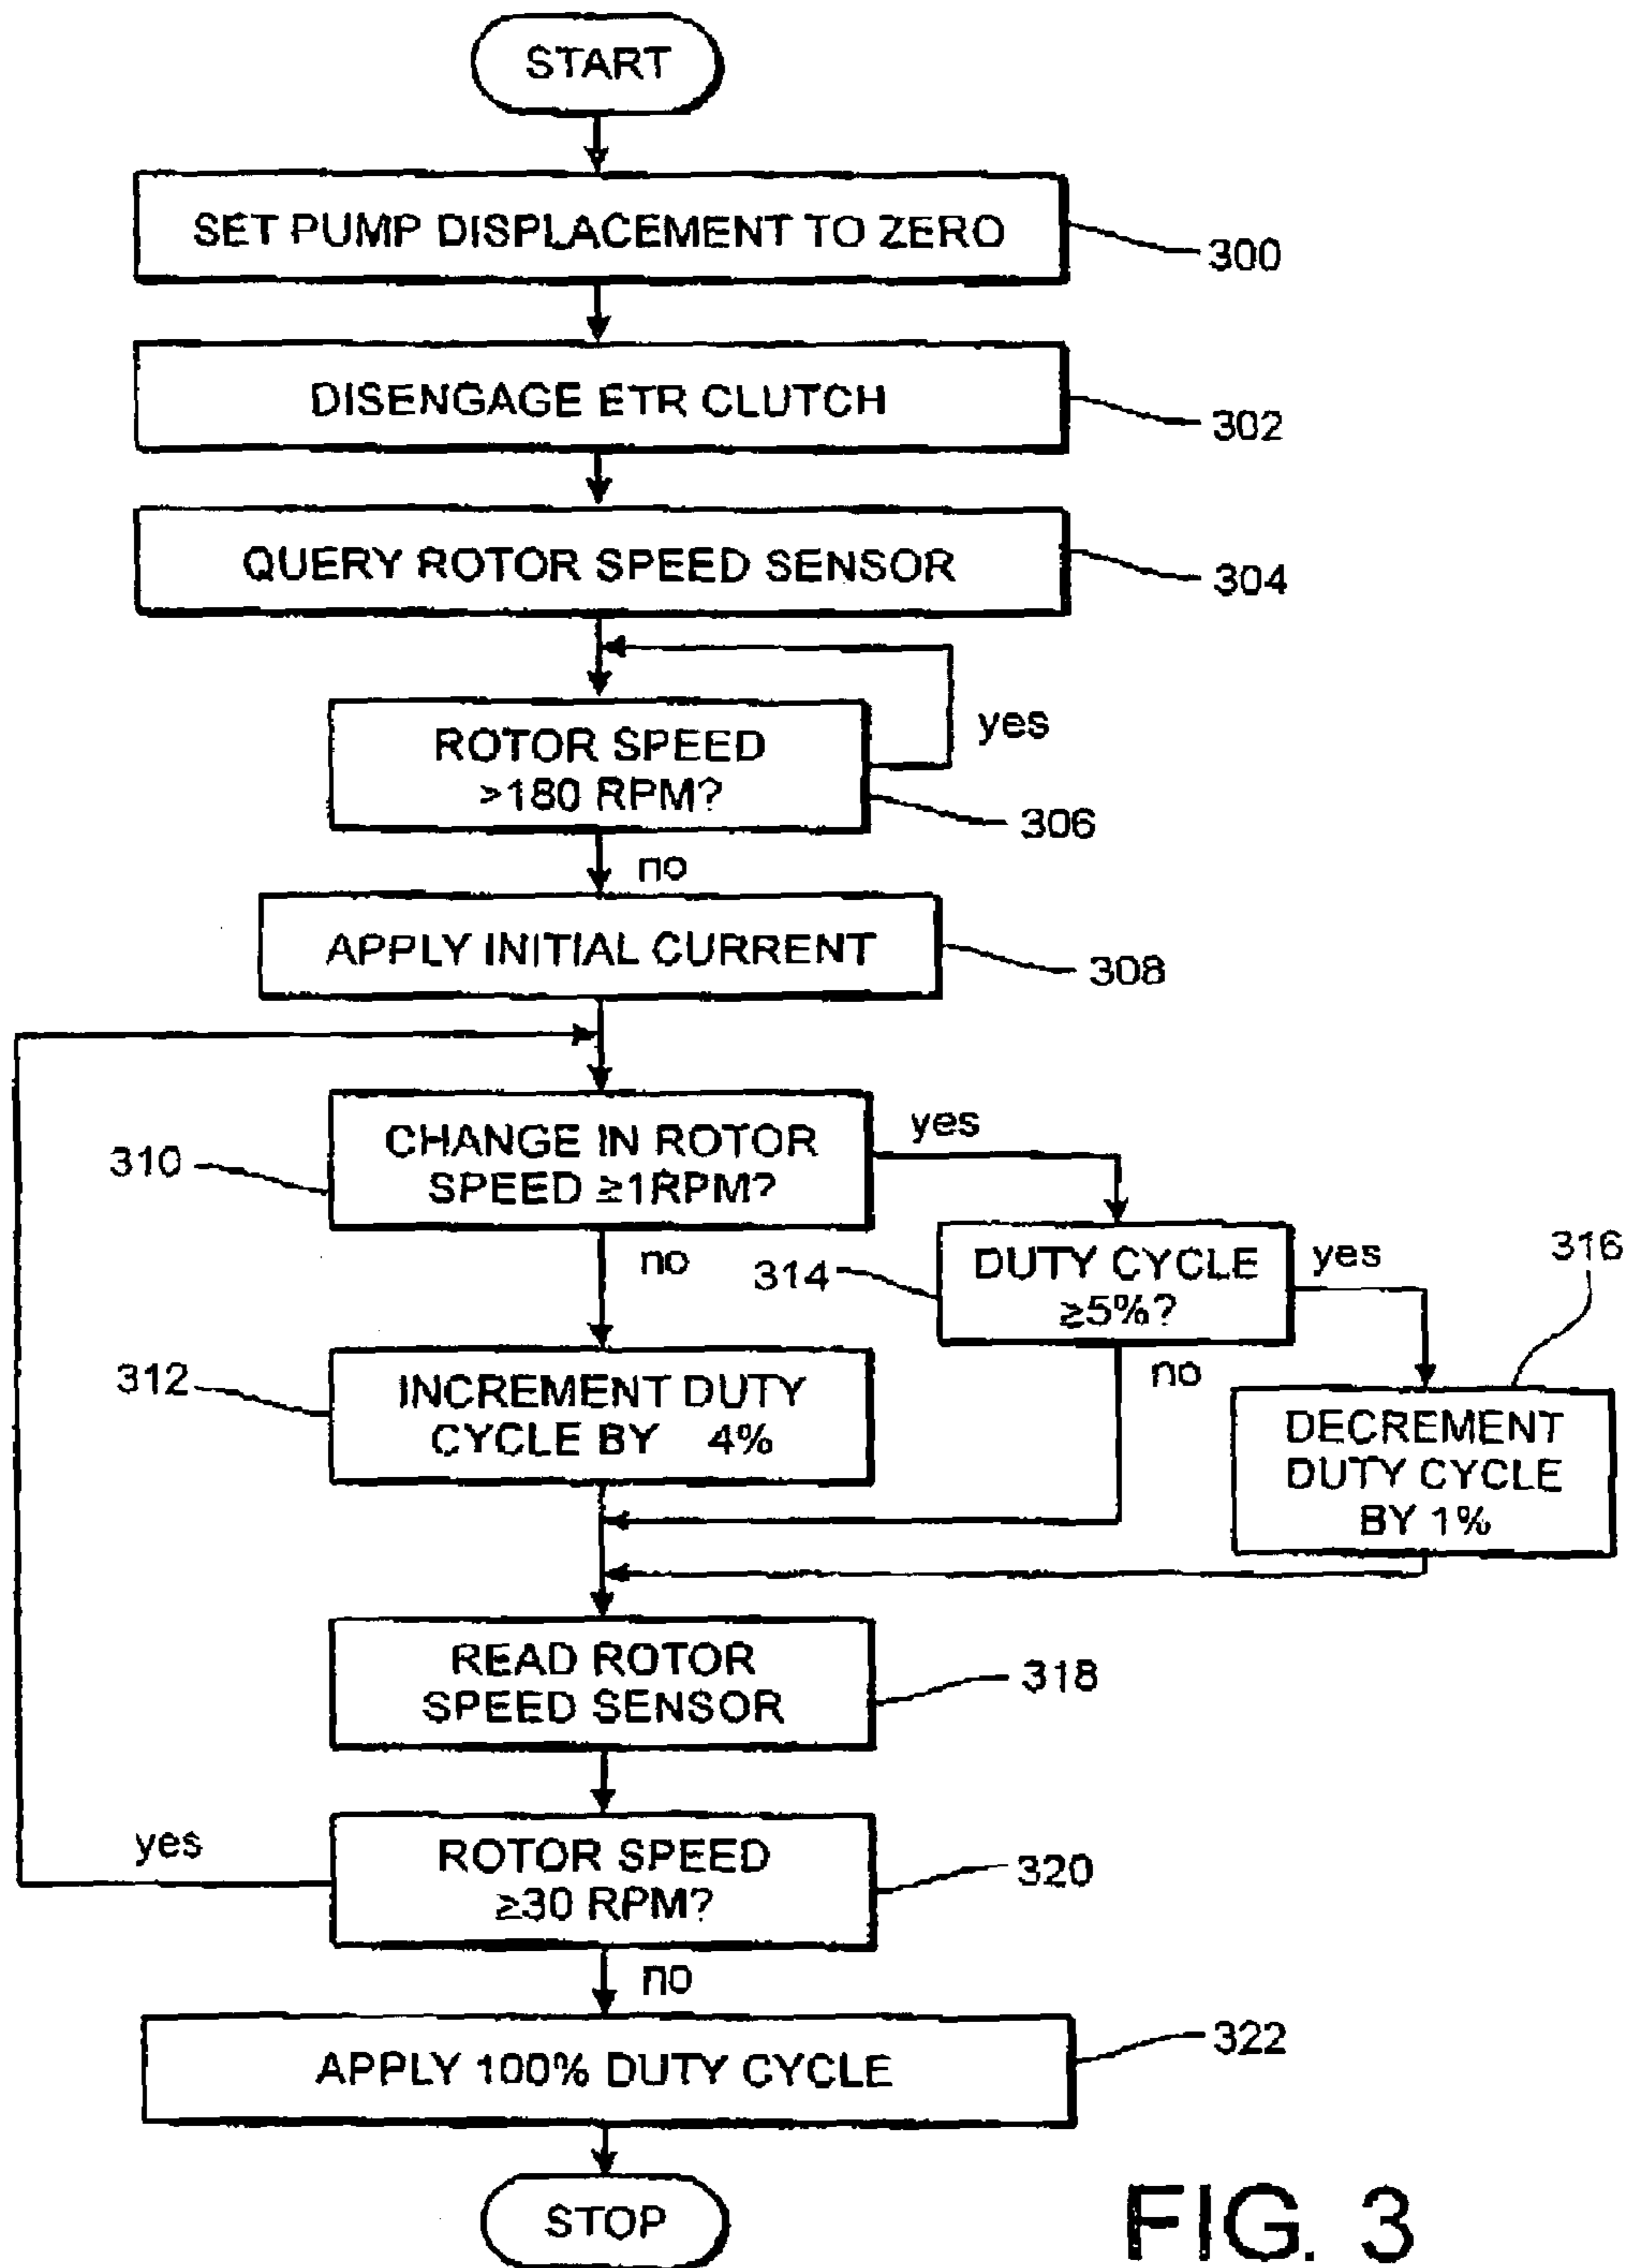 START
SET PUMP DISPLACEMENT TO ZERO
300
DISENGAGE ETR CLUTCH
302
QUERY ROTOR SPEED SENSOR
304
ROTOR SPEED
>180 RPM?
yes
306
no
APPLY INITIAL CURRENT
308
310
CHANGE IN ROTOR
SPEED ≥1RPM?
yes
no
314
DUTY CYCLE
≥5%?
yes
316
no
312
INCREMENT DUTY
CYCLE BY 4%
DECREMENT
DUTY CYCLE
BY 1%
READ ROTOR
SPEED SENSOR
318
yes
ROTOR SPEED
≥30 RPM?
320
no
APPLY 100% DUTY CYCLE
322
STOP
FIG. 3